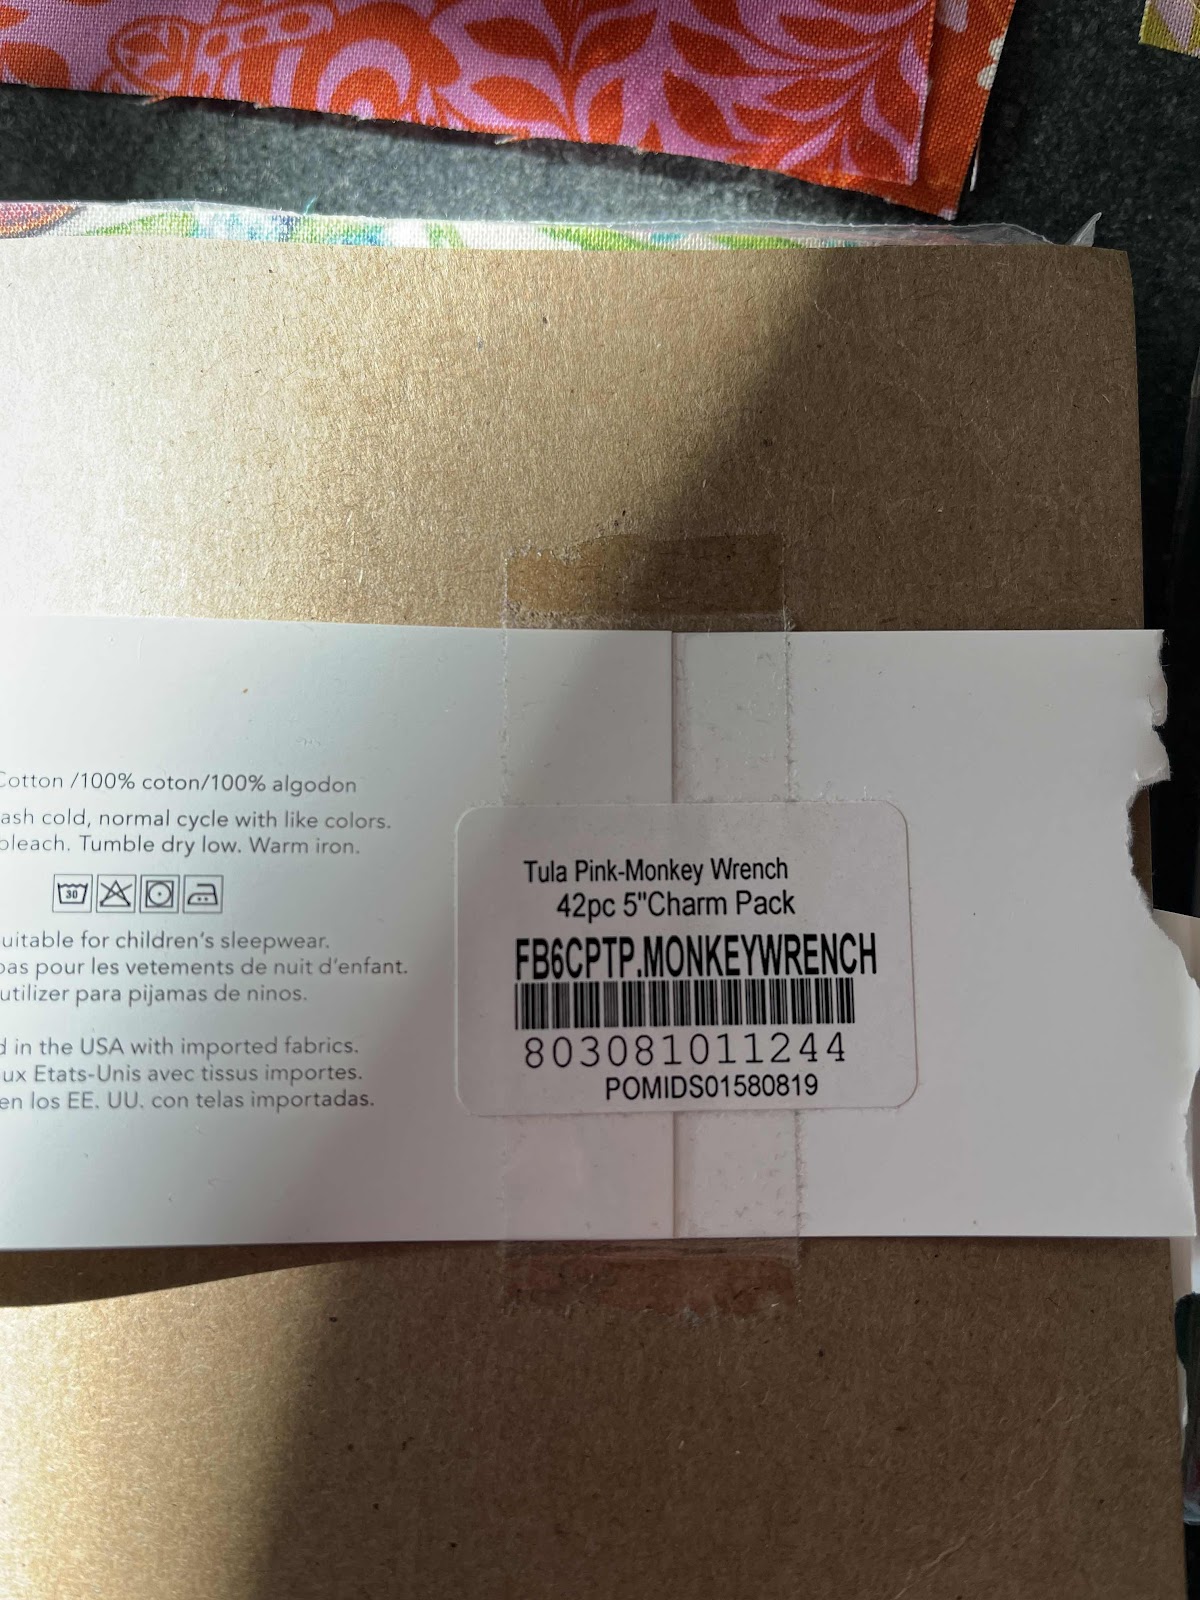 Cotton /100% coton/100% algodon
ash cold, normal cycle with like colors.
bleach. Tumble dry low. Warm iron.
30
uitable for children's sleepwear.
pas pour les vetements de nuit d'enfant.
utilizer para pijamas de ninos.
d in the USA with imported fabrics.
ux Etats-Unis avec tissus importes.
en los EE. UU. con telas importadas.
Tula Pink-Monkey Wrench
42pc 5"Charm Pack
FB6CPTP.MONKEYWRENCH
803081011244
POMIDS01580819